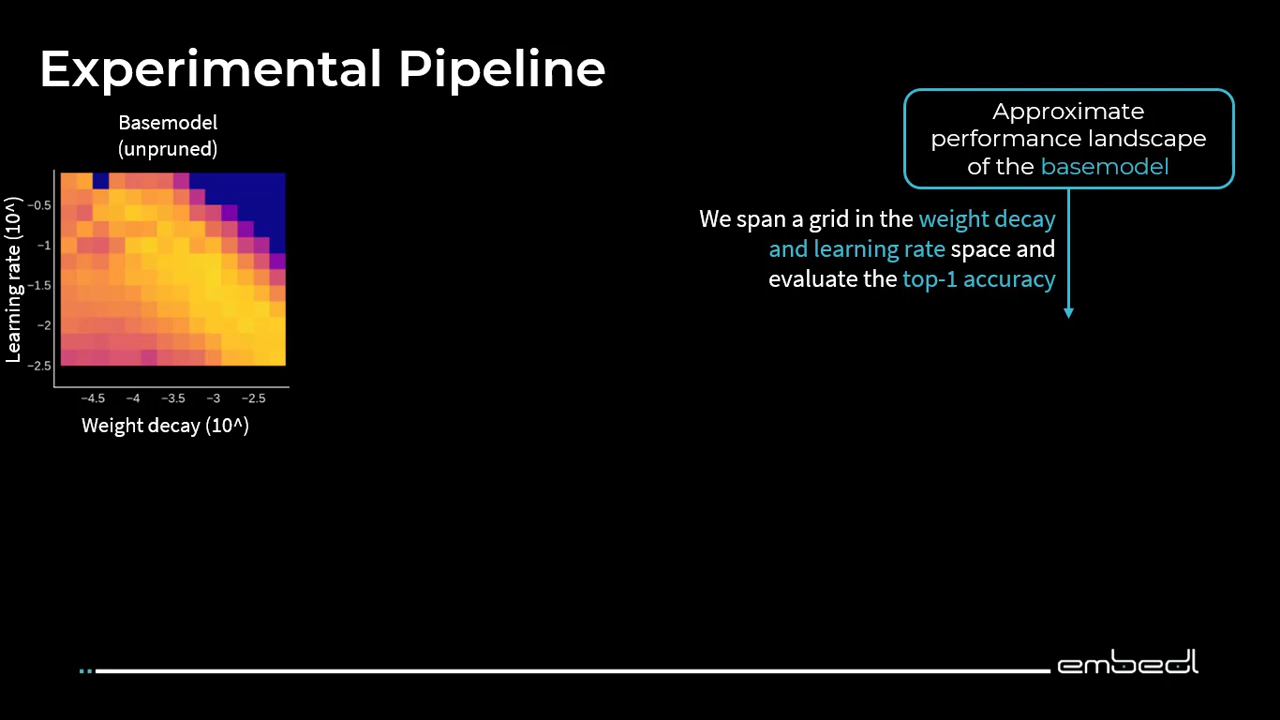 Experimental Pipeline
Basemodel
(unpruned)
Learning rate (10^)
−0.5
−1
−1.5
−2
−2.5
−4.5
−4
−3.5
−3
−2.5
Weight decay (10^)
Approximate
performance landscape
of the basemodel
We span a grid in the weight decay
and learning rate space and
evaluate the top-1 accuracy
embedl